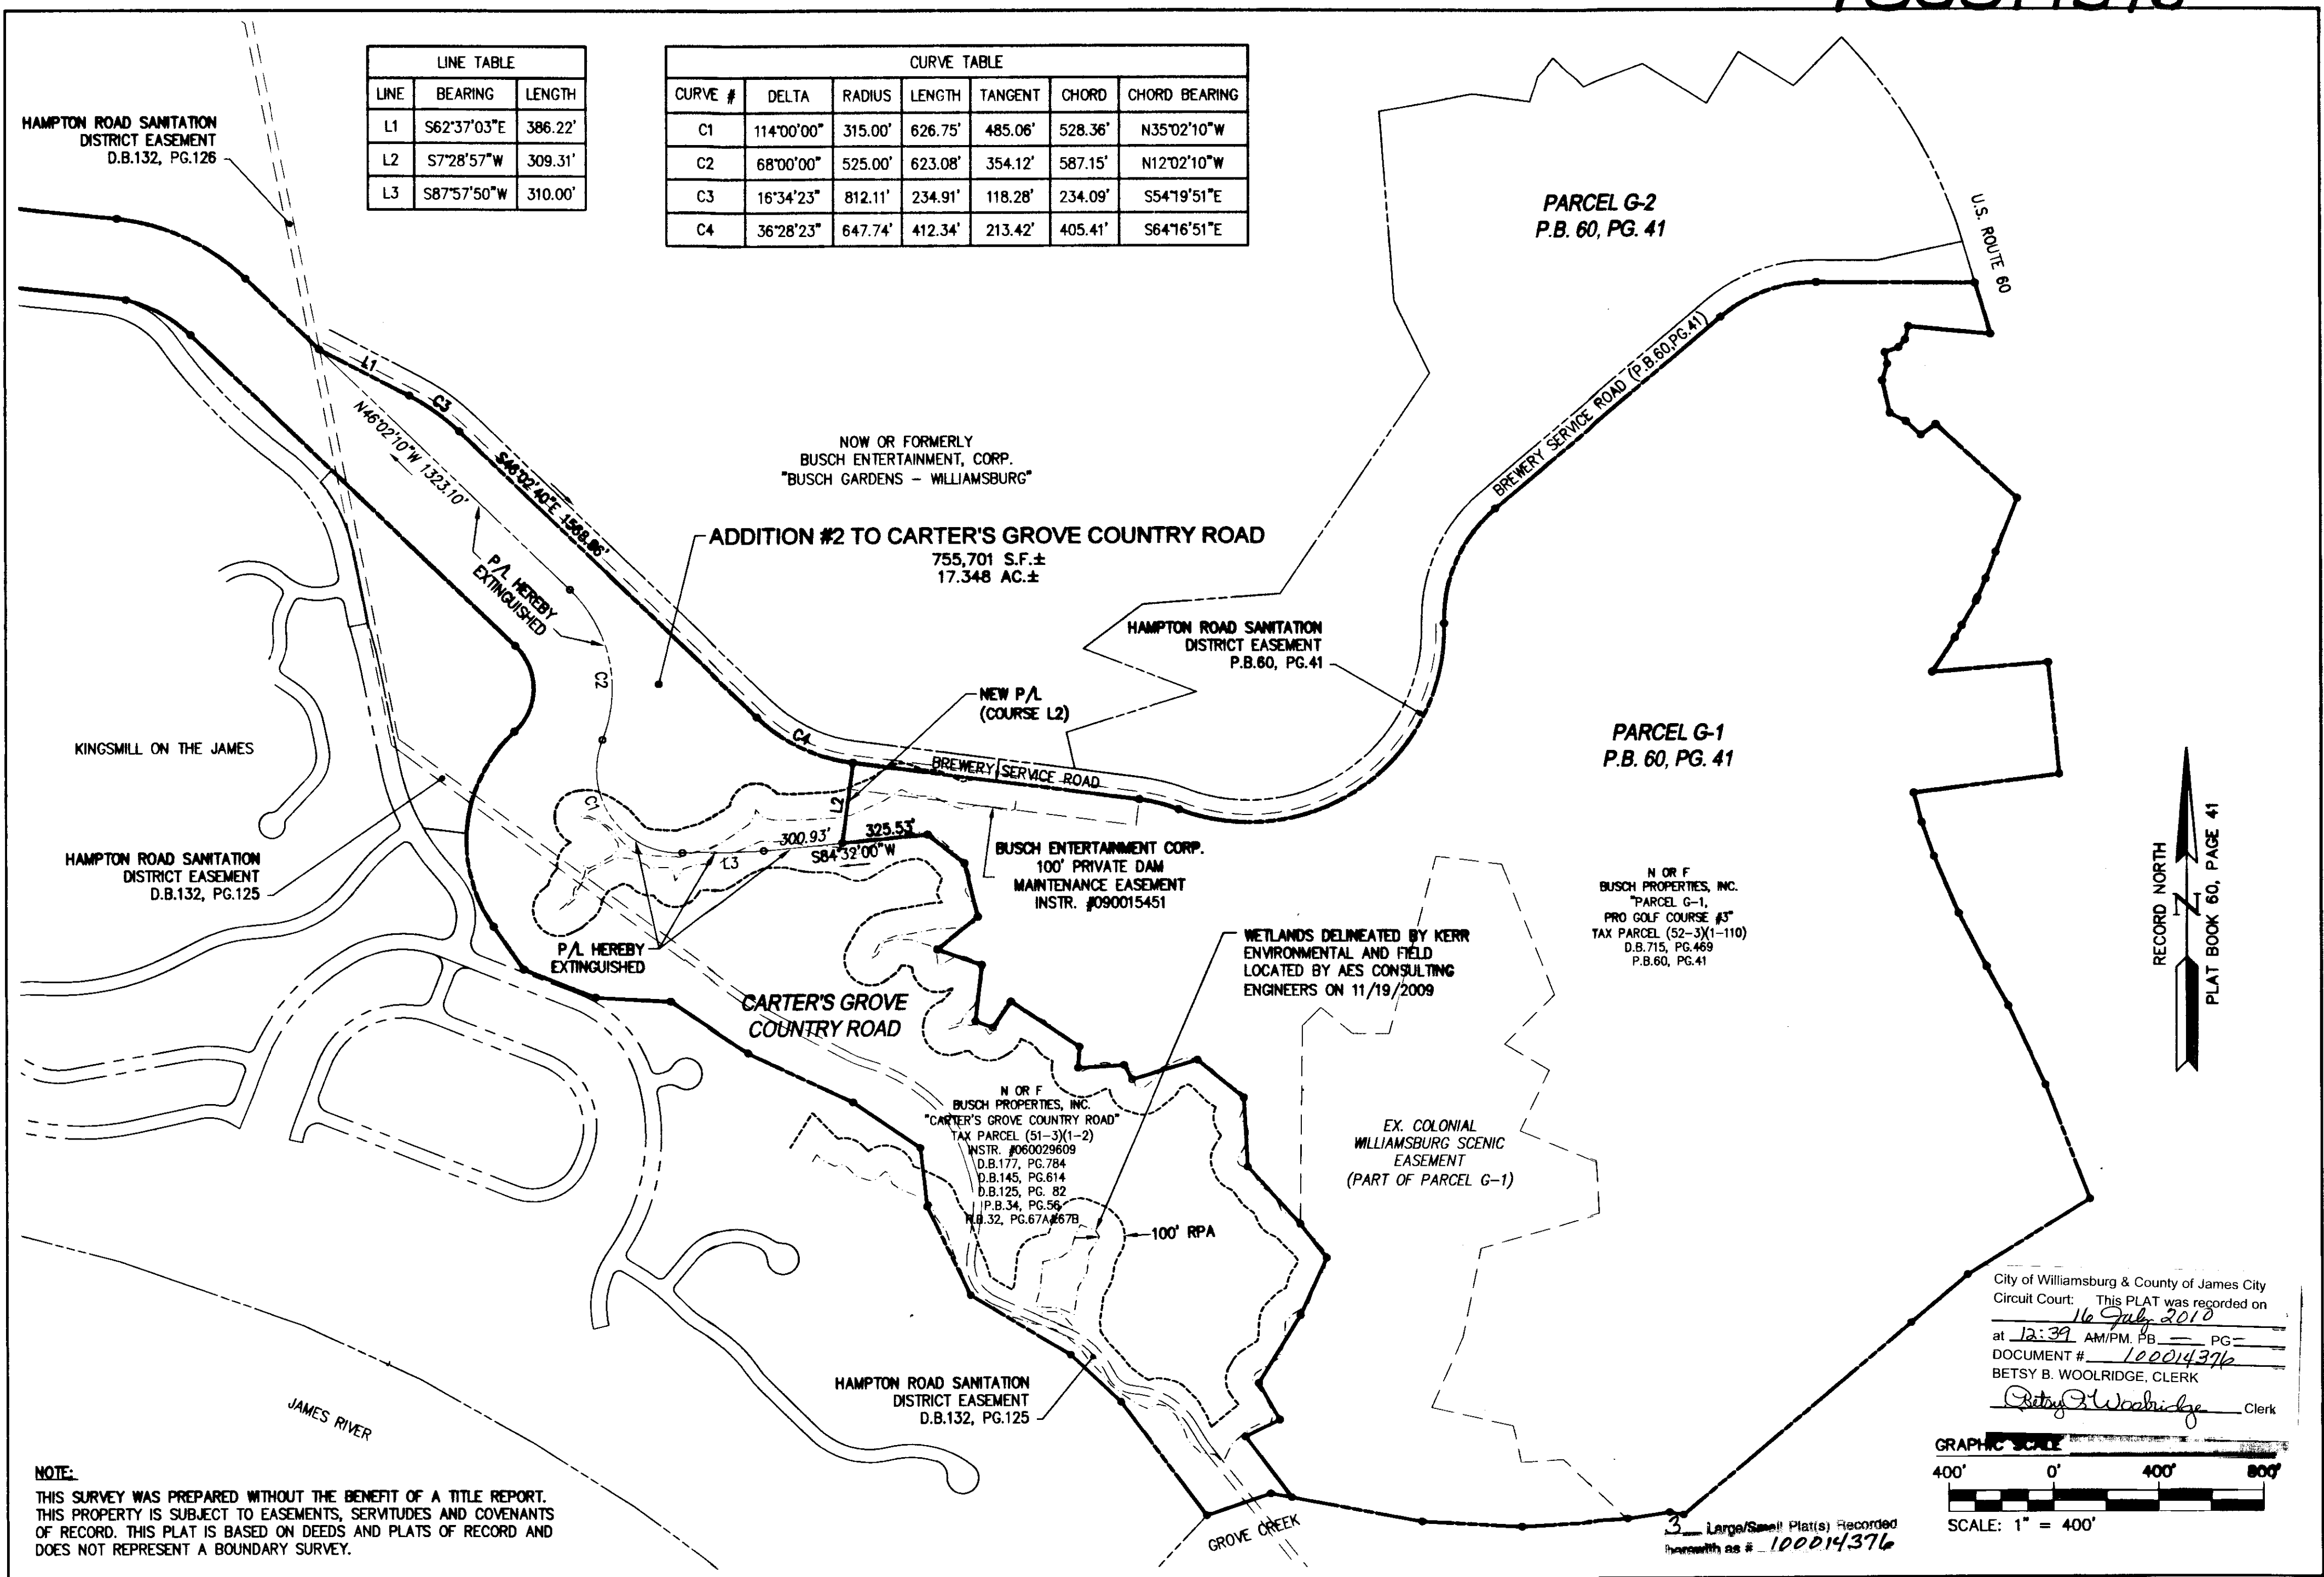 LINE TABLE
LINE BEARING LENGTH
L1 S62°37'03"E 386.22'
L2 S7°28'57"W 309.31'
L3 S87°57'50"W 310.00'
CURVE TABLE
CURVE # DELTA RADIUS LENGTH TANGENT CHORD CHORD BEARING
C1 114°00'00" 315.00' 626.75' 485.06' 528.36' N35°02'10"W
C2 68°00'00" 525.00' 623.08' 354.12' 587.15' N12°02'10"W
C3 16°34'23" 812.11' 234.91' 118.28' 234.09' S54°19'51"E
C4 36°28'23" 647.74' 412.34' 213.42' 405.41' S64°16'51"E
HAMPTON ROAD SANITATION
DISTRICT EASEMENT
D.B.132, PG.126
PARCEL G-2
P.B. 60, PG. 41
U.S. ROUTE 60
L1
C3
N46°02'10"W 1323.10'
S46°02'40"E 1568.86'
NOW OR FORMERLY
BUSCH ENTERTAINMENT, CORP.
"BUSCH GARDENS - WILLIAMSBURG"
BREWERY SERVICE ROAD (P.B.60,PG.41)
ADDITION #2 TO CARTER'S GROVE COUNTRY ROAD
755,701 S.F.±
17.348 AC.±
P/L HEREBY
EXTINGUISHED
HAMPTON ROAD SANITATION
DISTRICT EASEMENT
P.B.60, PG.41
C2
NEW P/L
(COURSE L2)
C4
KINGSMILL ON THE JAMES
BREWERY SERVICE ROAD
PARCEL G-1
P.B. 60, PG. 41
C1
L2
300.93'
325.53'
S84°32'00"W
L3
HAMPTON ROAD SANITATION
DISTRICT EASEMENT
D.B.132, PG.125
BUSCH ENTERTAINMENT CORP.
100' PRIVATE DAM
MAINTENANCE EASEMENT
INSTR. #090015451
N OR F
BUSCH PROPERTIES, INC.
"PARCEL G-1,
PRO GOLF COURSE #3"
TAX PARCEL (52-3)(1-110)
D.B.715, PG.469
P.B.60, PG.41
RECORD NORTH
N
PLAT BOOK 60, PAGE 41
P/L HEREBY
EXTINGUISHED
WETLANDS DELINEATED BY KERR
ENVIRONMENTAL AND FIELD
LOCATED BY AES CONSULTING
ENGINEERS ON 11/19/2009
CARTER'S GROVE
COUNTRY ROAD
N OR F
BUSCH PROPERTIES, INC.
"CARTER'S GROVE COUNTRY ROAD"
TAX PARCEL (51-3)(1-2)
INSTR. #060029609
D.B.177, PG.784
D.B.145, PG.614
D.B.125, PG. 82
P.B.34, PG.56
P.B.32, PG.67A&67B
EX. COLONIAL
WILLIAMSBURG SCENIC
EASEMENT
(PART OF PARCEL G-1)
100' RPA
HAMPTON ROAD SANITATION
DISTRICT EASEMENT
D.B.132, PG.125
JAMES RIVER
GROVE CREEK
NOTE:
THIS SURVEY WAS PREPARED WITHOUT THE BENEFIT OF A TITLE REPORT.
THIS PROPERTY IS SUBJECT TO EASEMENTS, SERVITUDES AND COVENANTS
OF RECORD. THIS PLAT IS BASED ON DEEDS AND PLATS OF RECORD AND
DOES NOT REPRESENT A BOUNDARY SURVEY.
City of Williamsburg & County of James City
Circuit Court: This PLAT was recorded on
16 July 2010
at 12:39 AM/PM. PB — PG —
DOCUMENT # 100014376
BETSY B. WOOLRIDGE, CLERK
Betsy B. Woolridge Clerk
GRAPHIC SCALE
400' 0' 400' 800'
SCALE: 1" = 400'
3 Large/Small Plat(s) Recorded
herewith as # 100014376